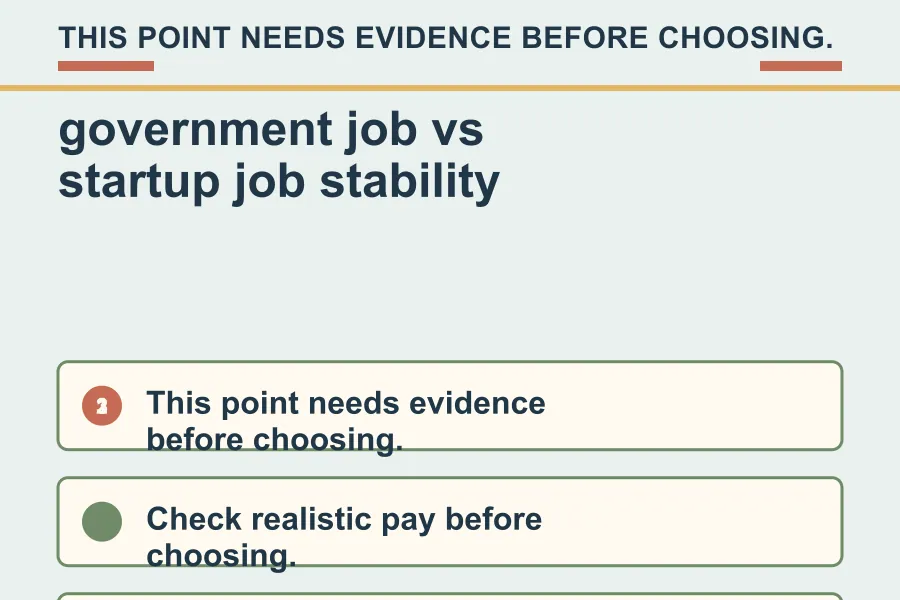 THIS POINT NEEDS EVIDENCE BEFORE CHOOSING.
government job vs
startup job stability
This point needs evidence
before choosing.
Check realistic pay before
choosing.